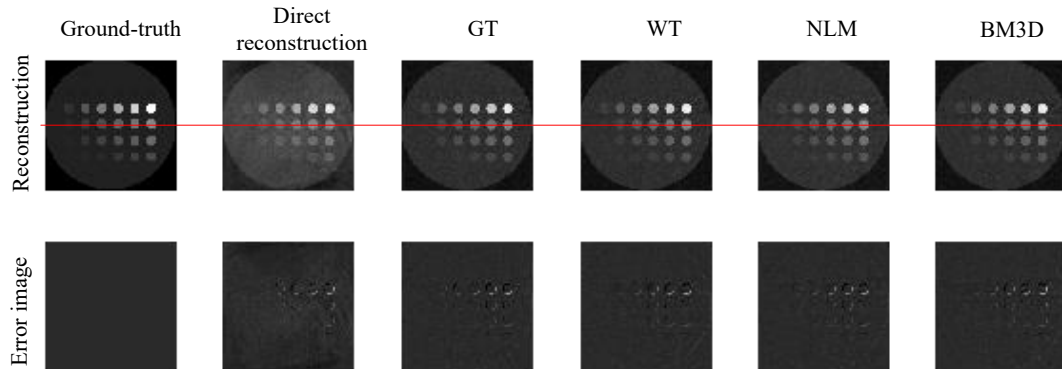 Ground-truth
Direct
reconstruction
GT
WT
NLM
BM3D
Reconstruction
Error image